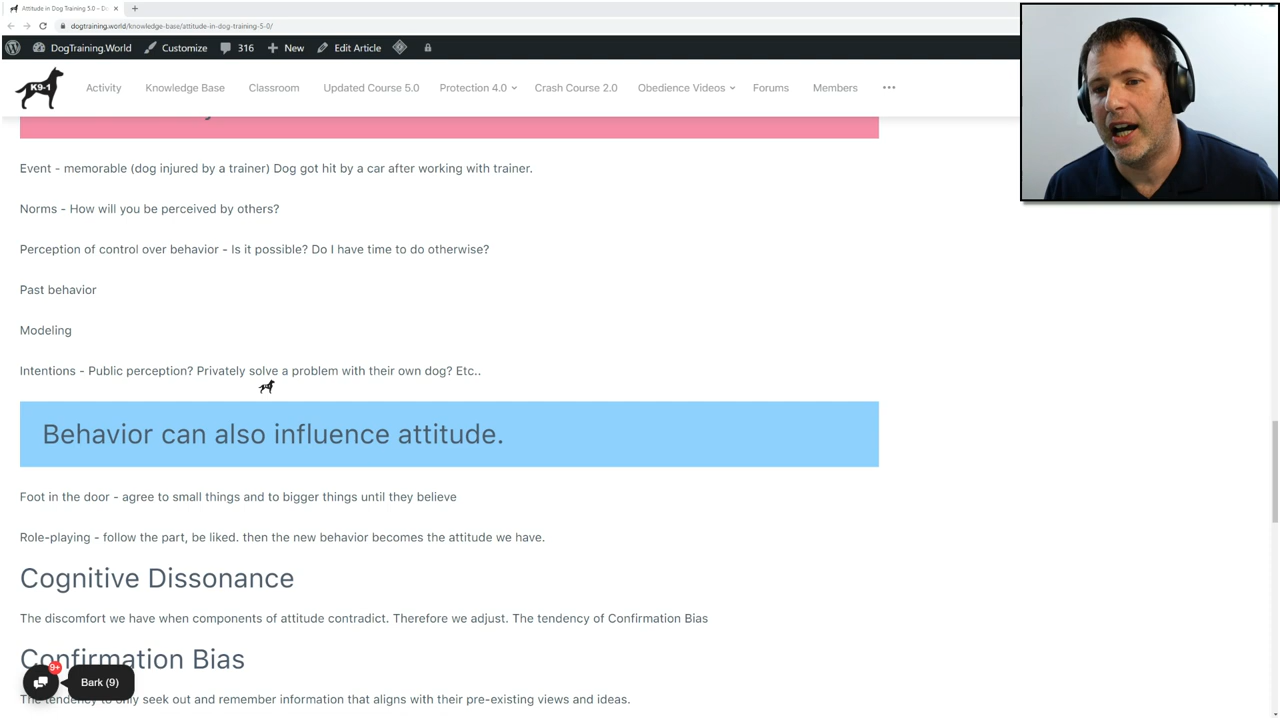 Attitude in Dog Training 5.0 – D
dogtraining.world/knowledge-base/attitude-in-dog-training-5-0/
DogTraining.World Customize 316 New Edit Article
K9-1 Activity Knowledge Base Classroom Updated Course 5.0 Protection 4.0 Crash Course 2.0 Obedience Videos Forums Members
Event - memorable (dog injured by a trainer) Dog got hit by a car after working with trainer.
Norms - How will you be perceived by others?
Perception of control over behavior - Is it possible? Do I have time to do otherwise?
Past behavior
Modeling
Intentions - Public perception? Privately solve a problem with their own dog? Etc..
Behavior can also influence attitude.
Foot in the door - agree to small things and to bigger things until they believe
Role-playing - follow the part, be liked. then the new behavior becomes the attitude we have.
Cognitive Dissonance
The discomfort we have when components of attitude contradict. Therefore we adjust. The tendency of Confirmation Bias
Confirmation Bias
9+
Bark (9)
The tendency to only seek out and remember information that aligns with their pre-existing views and ideas.